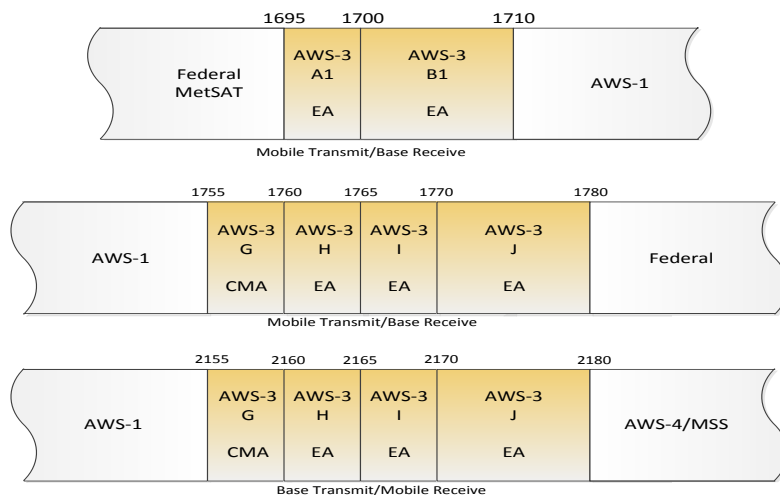 1695 1700 1710
Federal MetSAT
AWS-3 A1 EA
AWS-3 B1 EA
AWS-1
Mobile Transmit/Base Receive
1755 1760 1765 1770 1780
AWS-1
AWS-3 G CMA
AWS-3 H EA
AWS-3 I EA
AWS-3 J EA
Federal
Mobile Transmit/Base Receive
2155 2160 2165 2170 2180
AWS-1
AWS-3 G CMA
AWS-3 H EA
AWS-3 I EA
AWS-3 J EA
AWS-4/MSS
Base Transmit/Mobile Receive